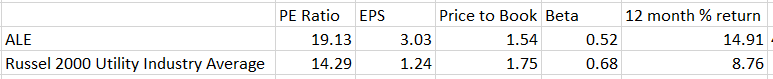 PE Ratio EPS Price to Book Beta 12 month % return
ALE 19.13 3.03 1.54 0.52 14.91
Russel 2000 Utility Industry Average 14.29 1.24 1.75 0.68 8.76